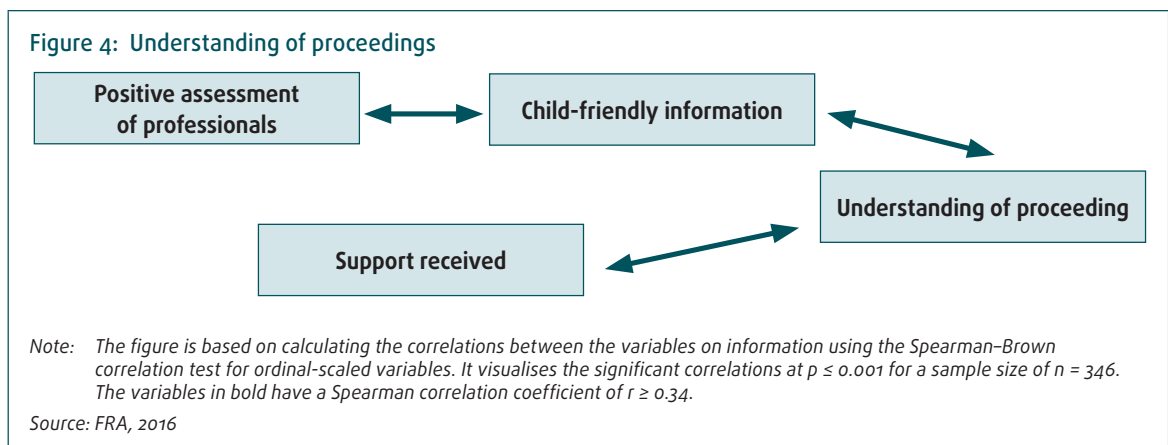 Figure 4: Understanding of proceedings
Positive assessment
of professionals
Child-friendly information
Understanding of proceeding
Support received
Note: The figure is based on calculating the correlations between the variables on information using the Spearman–Brown
correlation test for ordinal-scaled variables. It visualises the significant correlations at p ≤ 0.001 for a sample size of n = 346.
The variables in bold have a Spearman correlation coefficient of r ≥ 0.34.
Source: FRA, 2016